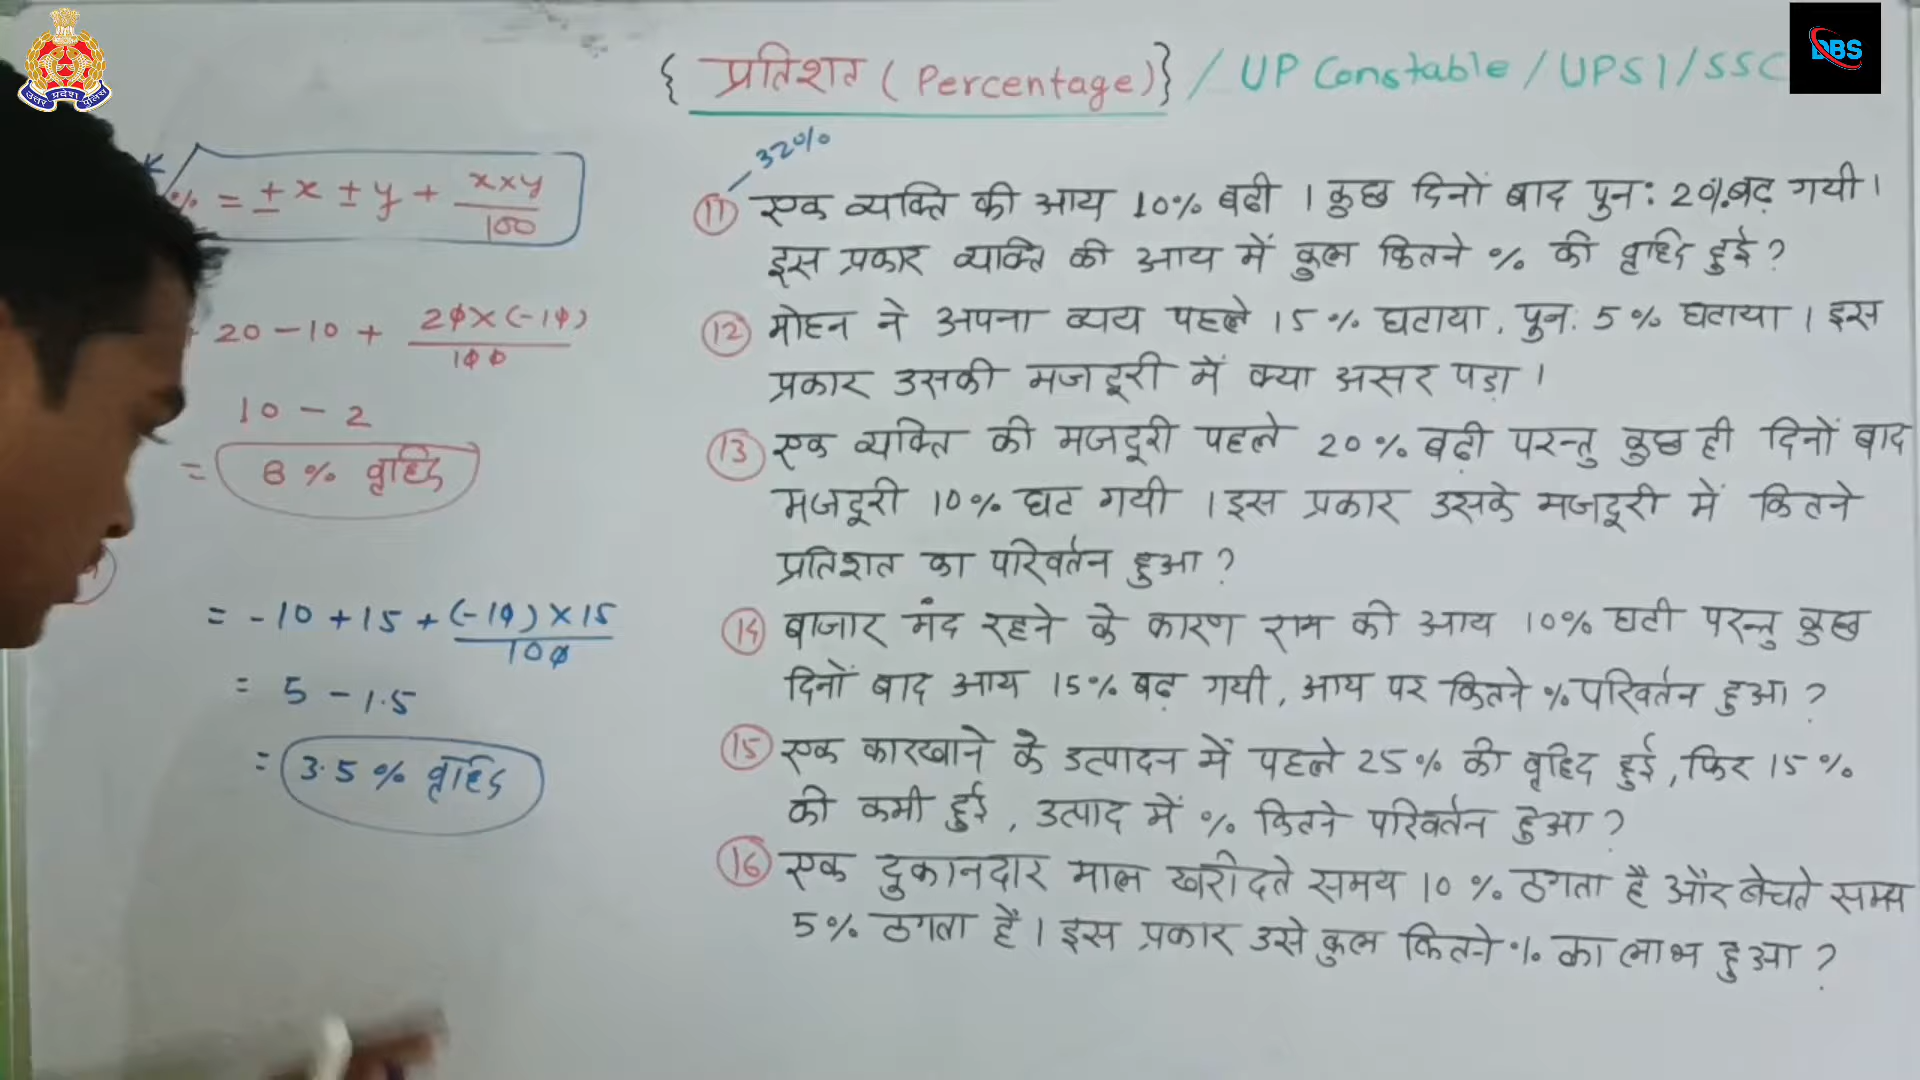 { प्रतिशत ( Percentage ) } / UP Constable / UPSI / SSC
DBS
उत्तर प्रदेश पुलिस
% = ± x ± y + x×y/100
20 - 10 + 20×(-10)/100
10 - 2
= 8 % वृद्धि
= -10 + 15 + (-10)×15/100
= 5 - 1.5
= 3.5 % वृद्धि
32%
11 एक व्यक्ति की आय 10% बढी । कुछ दिनों बाद पुन: 20% बढ़ गयी ।
इस प्रकार व्यक्ति की आय में कुल कितने % की वृद्धि हुई ?
12 मोहन ने अपना व्यय पहले 15% घटाया, पुन: 5% घटाया । इस
प्रकार उसकी मजदूरी में क्या असर पड़ा ।
13 एक व्यक्ति की मजदूरी पहले 20% बढ़ी परन्तु कुछ ही दिनों बाद
मजदूरी 10% घट गयी । इस प्रकार उसके मजदूरी में कितने
प्रतिशत का परिवर्तन हुआ ?
14 बाजार मंद रहने के कारण राम की आय 10% घटी परन्तु कुछ
दिनों बाद आय 15% बढ़ गयी, आय पर कितने % परिवर्तन हुआ ?
15 एक कारखाने के उत्पादन में पहले 25% की वृद्धि हुई, फिर 15%
की कमी हुई, उत्पाद में % कितने परिवर्तन हुआ ?
16 एक दुकानदार माल खरीदते समय 10% ठगता है और बेचते समय
5% ठगता है । इस प्रकार उसे कुल कितने % का लाभ हुआ ?